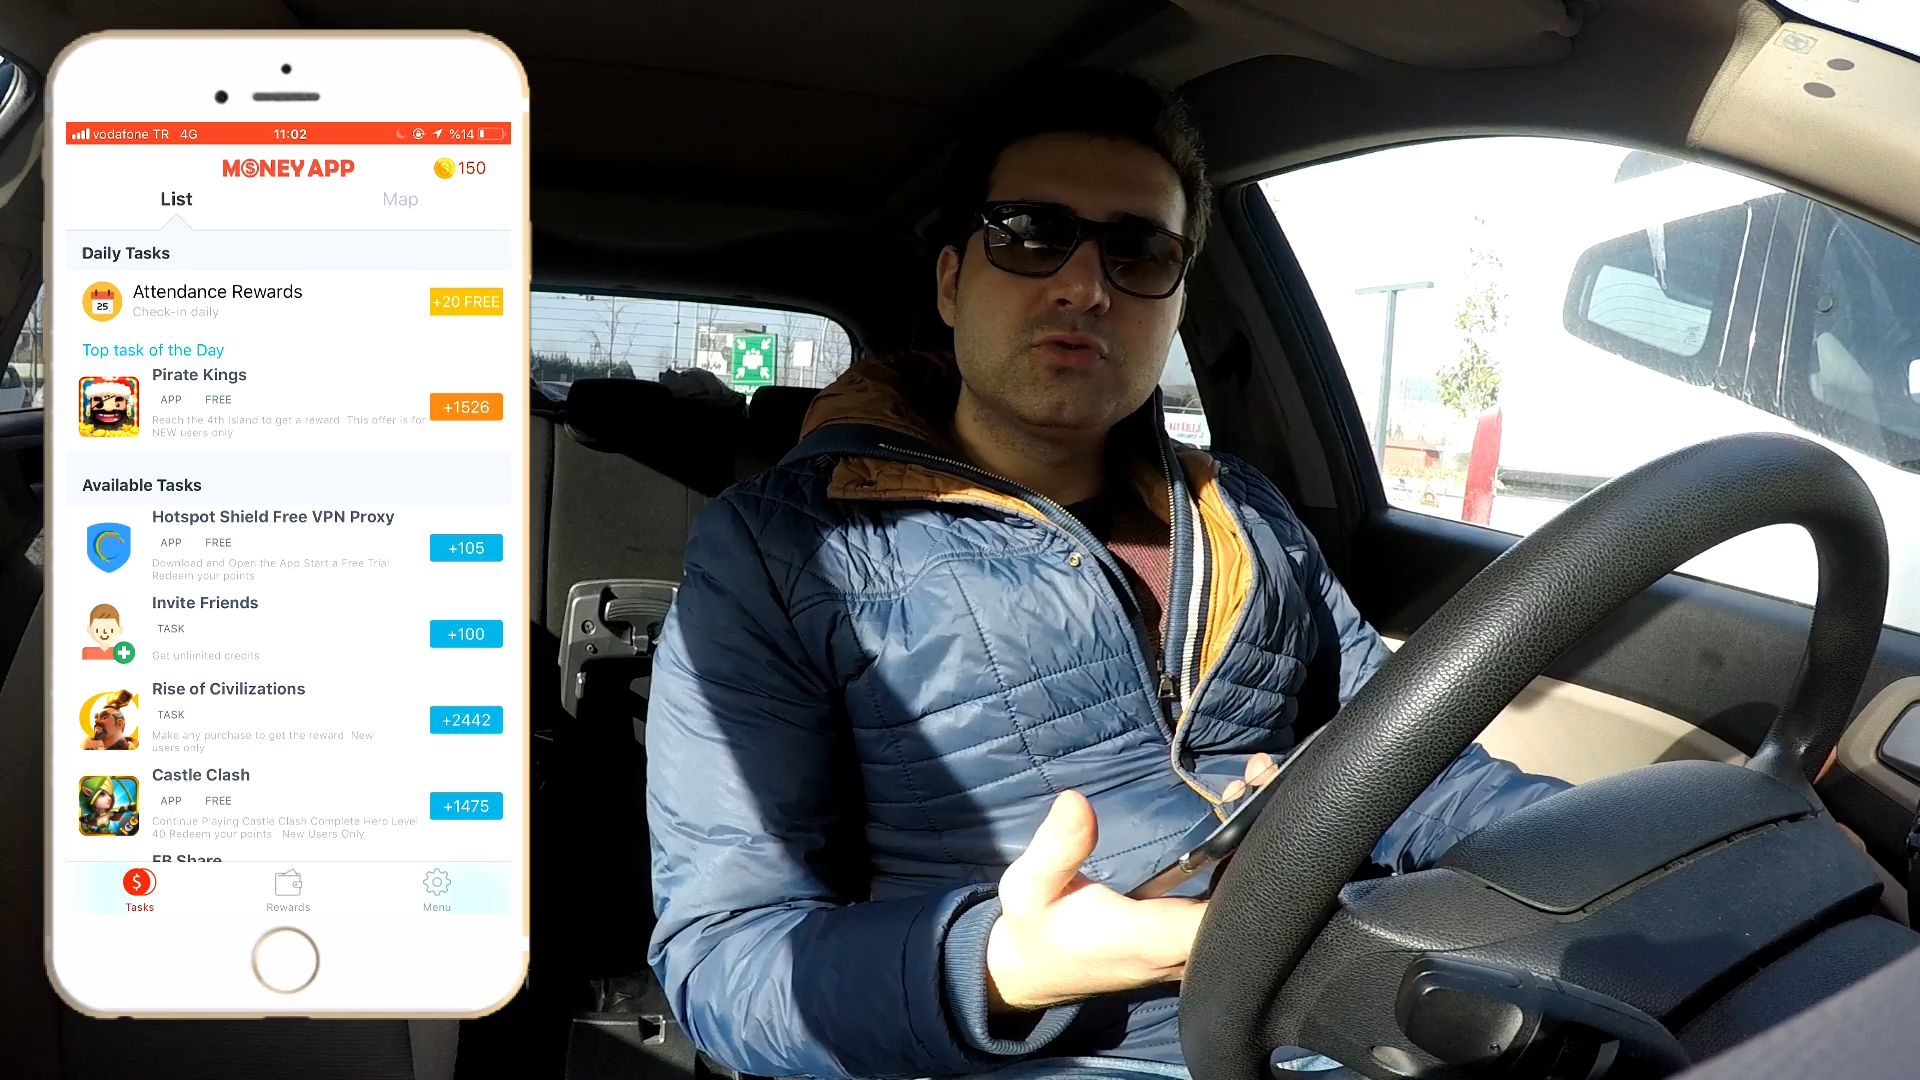 vodafone TR 4G 11:02 %14
MONEY APP 150
List Map
Daily Tasks
Attendance Rewards
Check-in daily
+20 FREE
25
Top task of the Day
Pirate Kings
APP FREE
+1526
Reach the 4th Island to get a reward This offer is for
NEW users only
Available Tasks
Hotspot Shield Free VPN Proxy
APP FREE
+105
Download and Open the App Start a Free Trial
Redeem your points
Invite Friends
TASK
+100
Get unlimited credits
Rise of Civilizations
TASK
+2442
Make any purchase to get the reward New
users only
Castle Clash
APP FREE
+1475
Continue Playing Castle Clash Complete Hero Level
40 Redeem your points New Users Only
FB Share
Tasks Rewards Menu